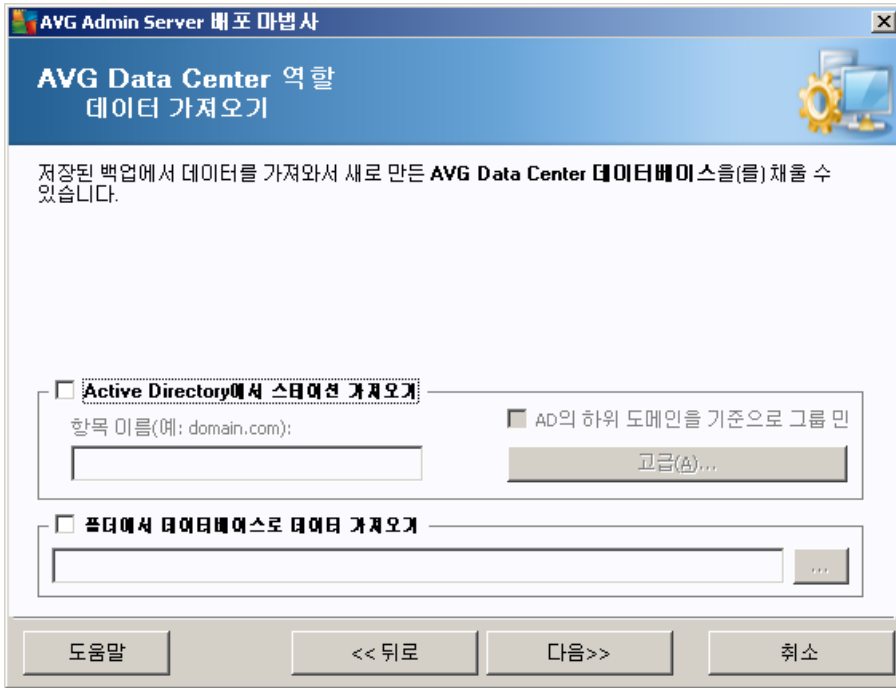 AVG Admin Server 배포 마법사
AVG Data Center 역할
데이터 가져오기
저장된 백업에서 데이터를 가져와서 새로 만든 AVG Data Center 데이터베이스을(를) 채울 수
있습니다.
Active Directory에서 스테이션 가져오기
항목 이름(예: domain.com):
AD의 하위 도메인을 기준으로 그룹 민
고급(A)...
폴더에서 데이터베이스로 데이터 가져오기
...
도움말
<< 뒤로
다음>>
취소